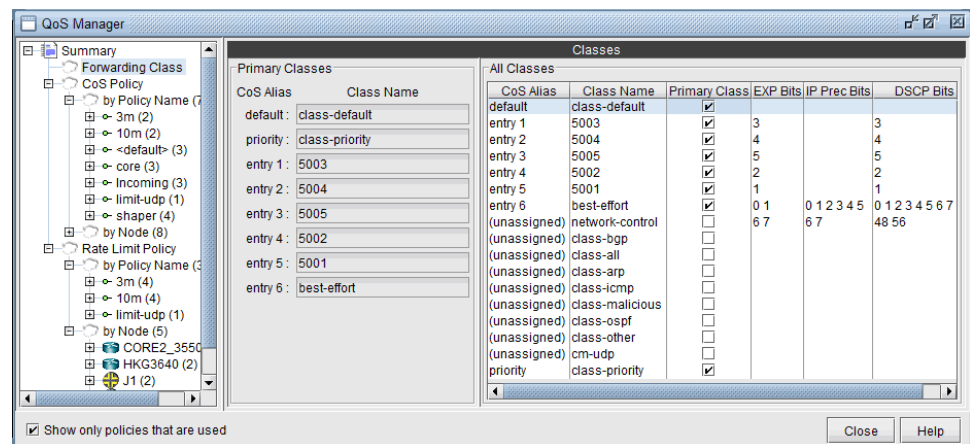 QoS Manager
Summary
Forwarding Class
CoS Policy
by Policy Name (7
3m (2)
10m (2)
<default> (3)
core (3)
Incoming (3)
limit-udp (1)
shaper (4)
by Node (8)
Rate Limit Policy
by Policy Name (3
3m (4)
10m (4)
limit-udp (1)
by Node (5)
CORE2_3550
HKG3640 (2)
J1 (2)
Classes
Primary Classes
CoS Alias Class Name
default : class-default
priority : class-priority
entry 1 : 5003
entry 2 : 5004
entry 3 : 5005
entry 4 : 5002
entry 5 : 5001
entry 6 : best-effort
All Classes
CoS Alias Class Name Primary Class EXP Bits IP Prec Bits DSCP Bits
default class-default
entry 1 5003 3 3
entry 2 5004 4 4
entry 3 5005 5 5
entry 4 5002 2 2
entry 5 5001 1 1
entry 6 best-effort 0 1 0 1 2 3 4 5 0 1 2 3 4 5 6 7
(unassigned) network-control 6 7 6 7 48 56
(unassigned) class-bgp
(unassigned) class-all
(unassigned) class-arp
(unassigned) class-icmp
(unassigned) class-malicious
(unassigned) class-ospf
(unassigned) class-other
(unassigned) cm-udp
priority class-priority
Show only policies that are used
Close Help